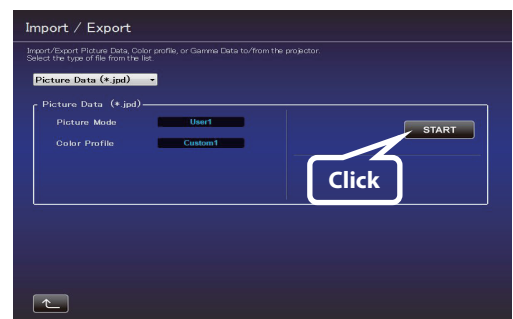 Import / Export
Import/Export Picture Data, Color profile, or Gamma Data to/from the projector.
Select the type of file from the list.
Picture Data (*.jpd)
Picture Data (*.jpd)
Picture Mode User1
START
Color Profile Custom1
Click